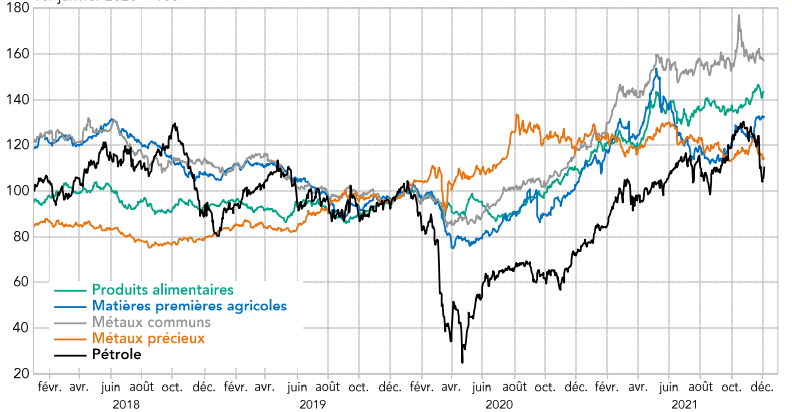 180
160
140
120
100
80
60
40
20
Produits alimentaires
Matières premières agricoles
Métaux communs
Métaux précieux
Pétrole
févr. avr. juin août oct. déc. févr. avr. juin août oct. déc. févr. avr. juin août oct. déc. févr. avr. juin août oct. déc.
2018 2019 2020 2021